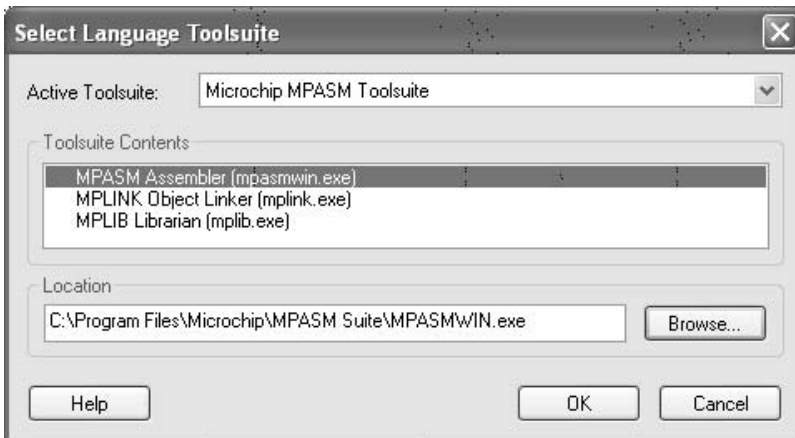 Select Language Toolsuite
Active Toolsuite: Microchip MPASM Toolsuite
Toolsuite Contents
MPASM Assembler (mpasmwin.exe)
MPLINK Object Linker (mplink.exe)
MPLIB Librarian (mplib.exe)
Location
C:\Program Files\Microchip\MPASM Suite\MPASMWIN.exe Browse...
Help OK Cancel